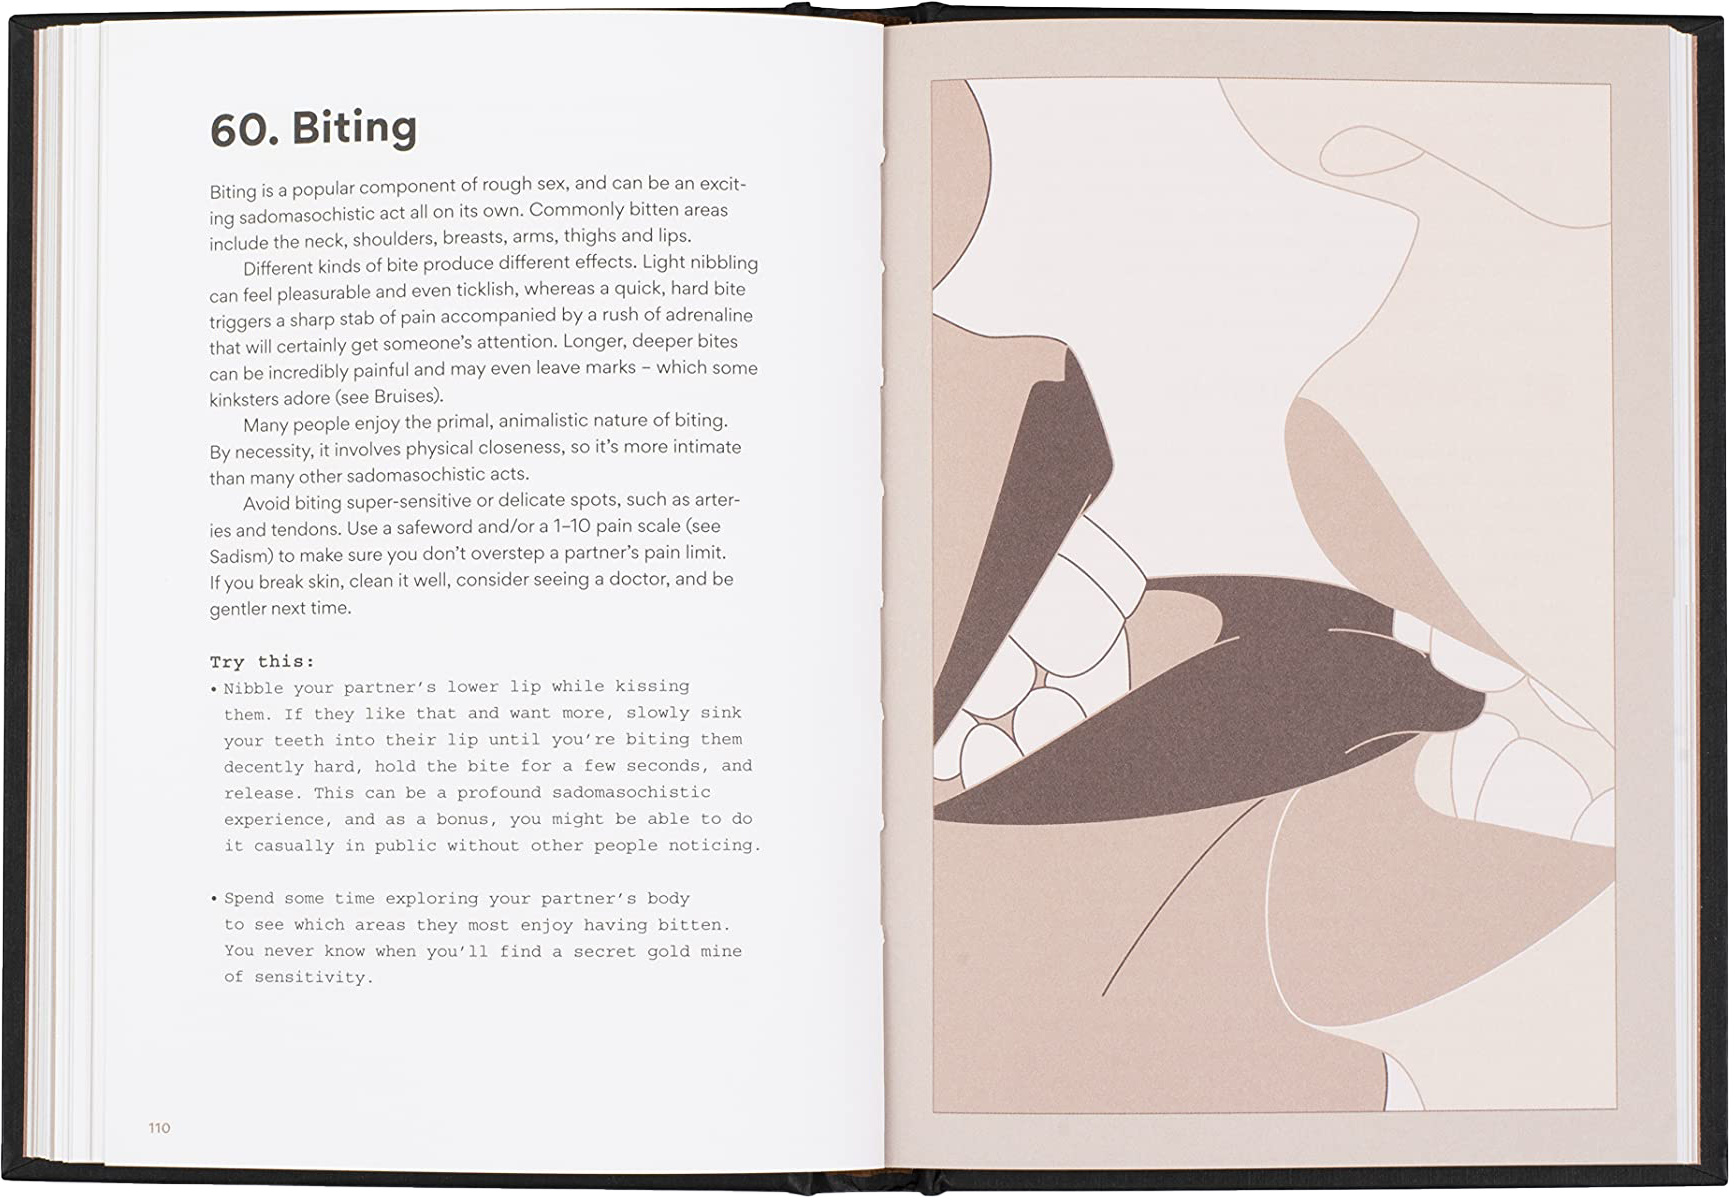 60. Biting
Biting is a popular component of rough sex, and can be an excit-
ing sadomasochistic act all on its own. Commonly bitten areas
include the neck, shoulders, breasts, arms, thighs and lips.
Different kinds of bite produce different effects. Light nibbling
can feel pleasurable and even ticklish, whereas a quick, hard bite
triggers a sharp stab of pain accompanied by a rush of adrenaline
that will certainly get someone's attention. Longer, deeper bites
can be incredibly painful and may even leave marks – which some
kinksters adore (see Bruises).
Many people enjoy the primal, animalistic nature of biting.
By necessity, it involves physical closeness, so it's more intimate
than many other sadomasochistic acts.
Avoid biting super-sensitive or delicate spots, such as arter-
ies and tendons. Use a safeword and/or a 1–10 pain scale (see
Sadism) to make sure you don't overstep a partner's pain limit.
If you break skin, clean it well, consider seeing a doctor, and be
gentler next time.
Try this:
• Nibble your partner's lower lip while kissing
them. If they like that and want more, slowly sink
your teeth into their lip until you're biting them
decently hard, hold the bite for a few seconds, and
release. This can be a profound sadomasochistic
experience, and as a bonus, you might be able to do
it casually in public without other people noticing.
• Spend some time exploring your partner's body
to see which areas they most enjoy having bitten.
You never know when you'll find a secret gold mine
of sensitivity.
110